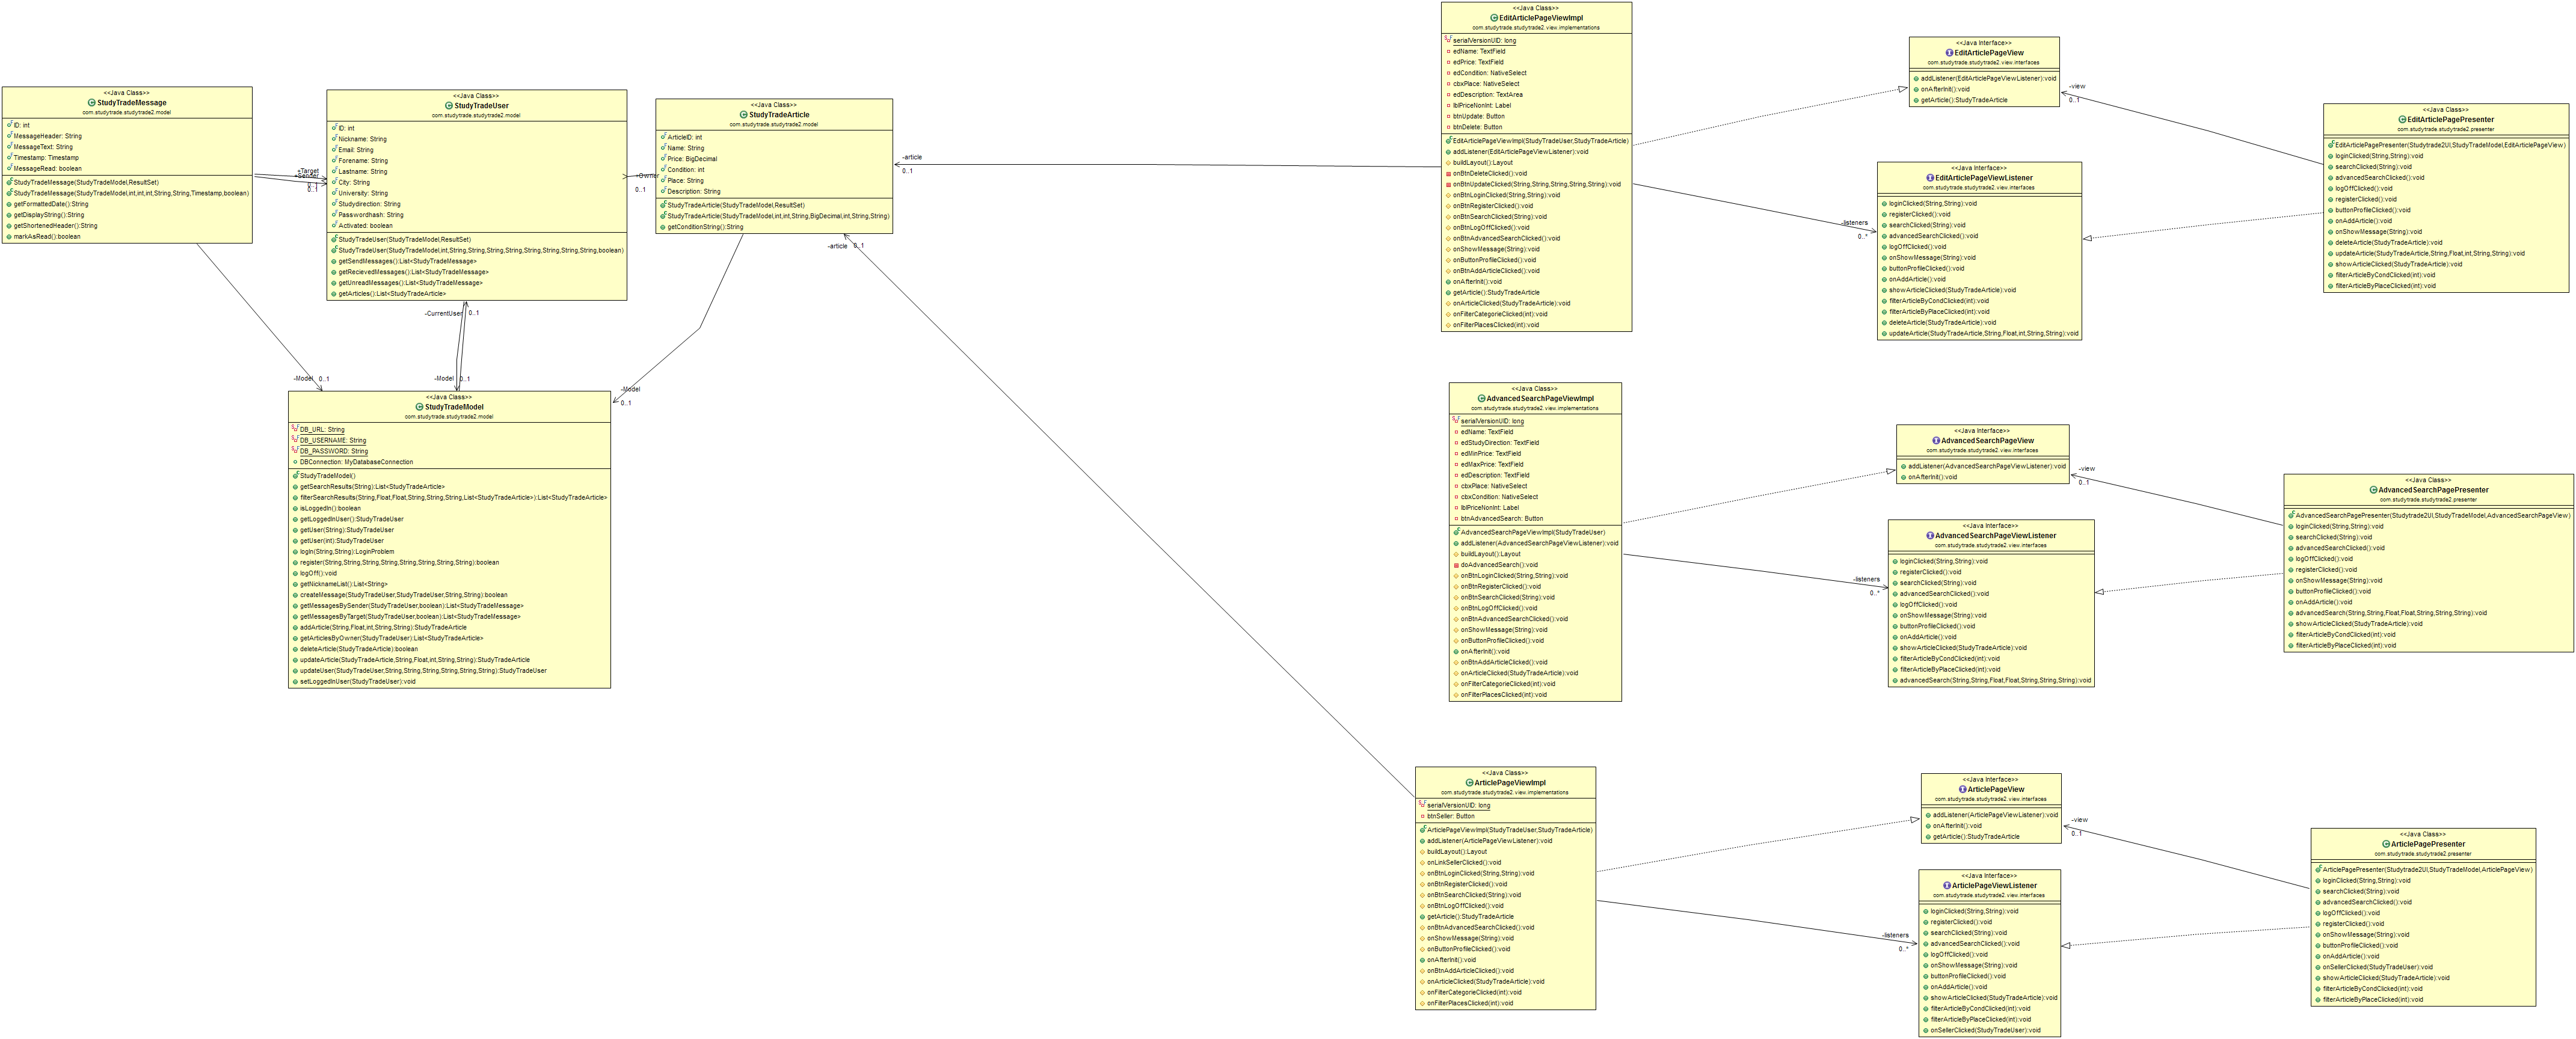 <<Java Class>>
StudyTradeMessage
com.studytrade.studytrade2.model
ID: int
MessageHeader: String
MessageText: String
Timestamp: Timestamp
MessageRead: boolean
StudyTradeMessage(StudyTradeModel,ResultSet)
StudyTradeMessage(StudyTradeModel,int,int,int,String,String,Timestamp,boolean)
getFormattedDate():String
getDisplayString():String
getShortenedHeader():String
markAsRead():boolean
+Target
+Sender
0..1
0..1
<<Java Class>>
StudyTradeUser
com.studytrade.studytrade2.model
ID: int
Nickname: String
Email: String
Forename: String
Lastname: String
City: String
University: String
Studydirection: String
Passwordhash: String
Activated: boolean
StudyTradeUser(StudyTradeModel,ResultSet)
StudyTradeUser(StudyTradeModel,int,String,String,String,String,String,String,String,String,boolean)
getSendMessages():List<StudyTradeMessage>
getRecievedMessages():List<StudyTradeMessage>
getUnreadMessages():List<StudyTradeMessage>
getArticles():List<StudyTradeArticle>
+Owner
0..1
<<Java Class>>
StudyTradeArticle
com.studytrade.studytrade2.model
ArticleID: int
Name: String
Price: BigDecimal
Condition: int
Place: String
Description: String
StudyTradeArticle(StudyTradeModel,ResultSet)
StudyTradeArticle(StudyTradeModel,int,int,String,BigDecimal,int,String,String)
getConditionString():String
-article
0..1
-article 0..1
-CurrentUser 0..1
-Model 0..1
-Model 0..1
-Model
0..1
<<Java Class>>
StudyTradeModel
com.studytrade.studytrade2.model
DB_URL: String
DB_USERNAME: String
DB_PASSWORD: String
DBConnection: MyDatabaseConnection
StudyTradeModel()
getSearchResults(String):List<StudyTradeArticle>
filterSearchResults(String,Float,Float,String,String,String,List<StudyTradeArticle>):List<StudyTradeArticle>
isLoggedIn():boolean
getLoggedInUser():StudyTradeUser
getUser(String):StudyTradeUser
getUser(int):StudyTradeUser
logIn(String,String):LoginProblem
register(String,String,String,String,String,String,String,String):boolean
logOff():void
getNicknameList():List<String>
createMessage(StudyTradeUser,StudyTradeUser,String,String):boolean
getMessagesBySender(StudyTradeUser,boolean):List<StudyTradeMessage>
getMessagesByTarget(StudyTradeUser,boolean):List<StudyTradeMessage>
addArticle(String,Float,int,String,String):StudyTradeArticle
getArticlesByOwner(StudyTradeUser):List<StudyTradeArticle>
deleteArticle(StudyTradeArticle):boolean
updateArticle(StudyTradeArticle,String,Float,int,String,String):StudyTradeArticle
updateUser(StudyTradeUser,String,String,String,String,String,String):StudyTradeUser
setLoggedInUser(StudyTradeUser):void
<<Java Class>>
EditArticlePageViewImpl
com.studytrade.studytrade2.view.implementations
serialVersionUID: long
edName: TextField
edPrice: TextField
edCondition: NativeSelect
cbxPlace: NativeSelect
edDescription: TextArea
lblPriceNonInt: Label
btnUpdate: Button
btnDelete: Button
EditArticlePageViewImpl(StudyTradeUser,StudyTradeArticle)
addListener(EditArticlePageViewListener):void
buildLayout():Layout
onBtnDeleteClicked():void
onBtnUpdateClicked(String,String,String,String,String):void
onBtnLoginClicked(String,String):void
onBtnRegisterClicked():void
onBtnSearchClicked(String):void
onBtnLogOffClicked():void
onBtnAdvancedSearchClicked():void
onShowMessage(String):void
onButtonProfileClicked():void
onBtnAddArticleClicked():void
onAfterInit():void
getArticle():StudyTradeArticle
onArticleClicked(StudyTradeArticle):void
onFilterCategorieClicked(int):void
onFilterPlacesClicked(int):void
<<Java Interface>>
EditArticlePageView
com.studytrade.studytrade2.view.interfaces
addListener(EditArticlePageViewListener):void
onAfterInit():void
getArticle():StudyTradeArticle
-view
0..1
<<Java Interface>>
EditArticlePageViewListener
com.studytrade.studytrade2.view.interfaces
loginClicked(String,String):void
registerClicked():void
searchClicked(String):void
advancedSearchClicked():void
logOffClicked():void
onShowMessage(String):void
buttonProfileClicked():void
onAddArticle():void
showArticleClicked(StudyTradeArticle):void
filterArticleByCondClicked(int):void
filterArticleByPlaceClicked(int):void
deleteArticle(StudyTradeArticle):void
updateArticle(StudyTradeArticle,String,Float,int,String,String):void
-listeners
0..*
<<Java Class>>
EditArticlePagePresenter
com.studytrade.studytrade2.presenter
EditArticlePagePresenter(Studytrade2UI,StudyTradeModel,EditArticlePageView)
loginClicked(String,String):void
searchClicked(String):void
advancedSearchClicked():void
logOffClicked():void
registerClicked():void
buttonProfileClicked():void
onAddArticle():void
onShowMessage(String):void
deleteArticle(StudyTradeArticle):void
updateArticle(StudyTradeArticle,String,Float,int,String,String):void
showArticleClicked(StudyTradeArticle):void
filterArticleByCondClicked(int):void
filterArticleByPlaceClicked(int):void
<<Java Class>>
AdvancedSearchPageViewImpl
com.studytrade.studytrade2.view.implementations
serialVersionUID: long
edName: TextField
edStudyDirection: TextField
edMinPrice: TextField
edMaxPrice: TextField
edDescription: TextField
cbxPlace: NativeSelect
cbxCondition: NativeSelect
lblPriceNonInt: Label
btnAdvancedSearch: Button
AdvancedSearchPageViewImpl(StudyTradeUser)
addListener(AdvancedSearchPageViewListener):void
buildLayout():Layout
doAdvancedSearch():void
onBtnLoginClicked(String,String):void
onBtnRegisterClicked():void
onBtnSearchClicked(String):void
onBtnLogOffClicked():void
onBtnAdvancedSearchClicked():void
onShowMessage(String):void
onButtonProfileClicked():void
onAfterInit():void
onBtnAddArticleClicked():void
onArticleClicked(StudyTradeArticle):void
onFilterCategorieClicked(int):void
onFilterPlacesClicked(int):void
<<Java Interface>>
AdvancedSearchPageView
com.studytrade.studytrade2.view.interfaces
addListener(AdvancedSearchPageViewListener):void
onAfterInit():void
-view
0..1
<<Java Interface>>
AdvancedSearchPageViewListener
com.studytrade.studytrade2.view.interfaces
loginClicked(String,String):void
registerClicked():void
searchClicked(String):void
advancedSearchClicked():void
logOffClicked():void
onShowMessage(String):void
buttonProfileClicked():void
onAddArticle():void
showArticleClicked(StudyTradeArticle):void
filterArticleByCondClicked(int):void
filterArticleByPlaceClicked(int):void
advancedSearch(String,String,Float,Float,String,String,String):void
-listeners
0..*
<<Java Class>>
AdvancedSearchPagePresenter
com.studytrade.studytrade2.presenter
AdvancedSearchPagePresenter(Studytrade2UI,StudyTradeModel,AdvancedSearchPageView)
loginClicked(String,String):void
searchClicked(String):void
advancedSearchClicked():void
logOffClicked():void
registerClicked():void
onShowMessage(String):void
buttonProfileClicked():void
onAddArticle():void
advancedSearch(String,String,Float,Float,String,String,String):void
showArticleClicked(StudyTradeArticle):void
filterArticleByCondClicked(int):void
filterArticleByPlaceClicked(int):void
<<Java Class>>
ArticlePageViewImpl
com.studytrade.studytrade2.view.implementations
serialVersionUID: long
btnSeller: Button
ArticlePageViewImpl(StudyTradeUser,StudyTradeArticle)
addListener(ArticlePageViewListener):void
buildLayout():Layout
onLinkSellerClicked():void
onBtnLoginClicked(String,String):void
onBtnRegisterClicked():void
onBtnSearchClicked(String):void
onBtnLogOffClicked():void
getArticle():StudyTradeArticle
onBtnAdvancedSearchClicked():void
onShowMessage(String):void
onButtonProfileClicked():void
onAfterInit():void
onBtnAddArticleClicked():void
onArticleClicked(StudyTradeArticle):void
onFilterCategorieClicked(int):void
onFilterPlacesClicked(int):void
<<Java Interface>>
ArticlePageView
com.studytrade.studytrade2.view.interfaces
addListener(ArticlePageViewListener):void
onAfterInit():void
getArticle():StudyTradeArticle
-view
0..1
<<Java Interface>>
ArticlePageViewListener
com.studytrade.studytrade2.view.interfaces
loginClicked(String,String):void
registerClicked():void
searchClicked(String):void
advancedSearchClicked():void
logOffClicked():void
onShowMessage(String):void
buttonProfileClicked():void
onAddArticle():void
showArticleClicked(StudyTradeArticle):void
filterArticleByCondClicked(int):void
filterArticleByPlaceClicked(int):void
onSellerClicked(StudyTradeUser):void
-listeners
0..*
<<Java Class>>
ArticlePagePresenter
com.studytrade.studytrade2.presenter
ArticlePagePresenter(Studytrade2UI,StudyTradeModel,ArticlePageView)
loginClicked(String,String):void
searchClicked(String):void
advancedSearchClicked():void
logOffClicked():void
registerClicked():void
onShowMessage(String):void
buttonProfileClicked():void
onAddArticle():void
onSellerClicked(StudyTradeUser):void
showArticleClicked(StudyTradeArticle):void
filterArticleByCondClicked(int):void
filterArticleByPlaceClicked(int):void